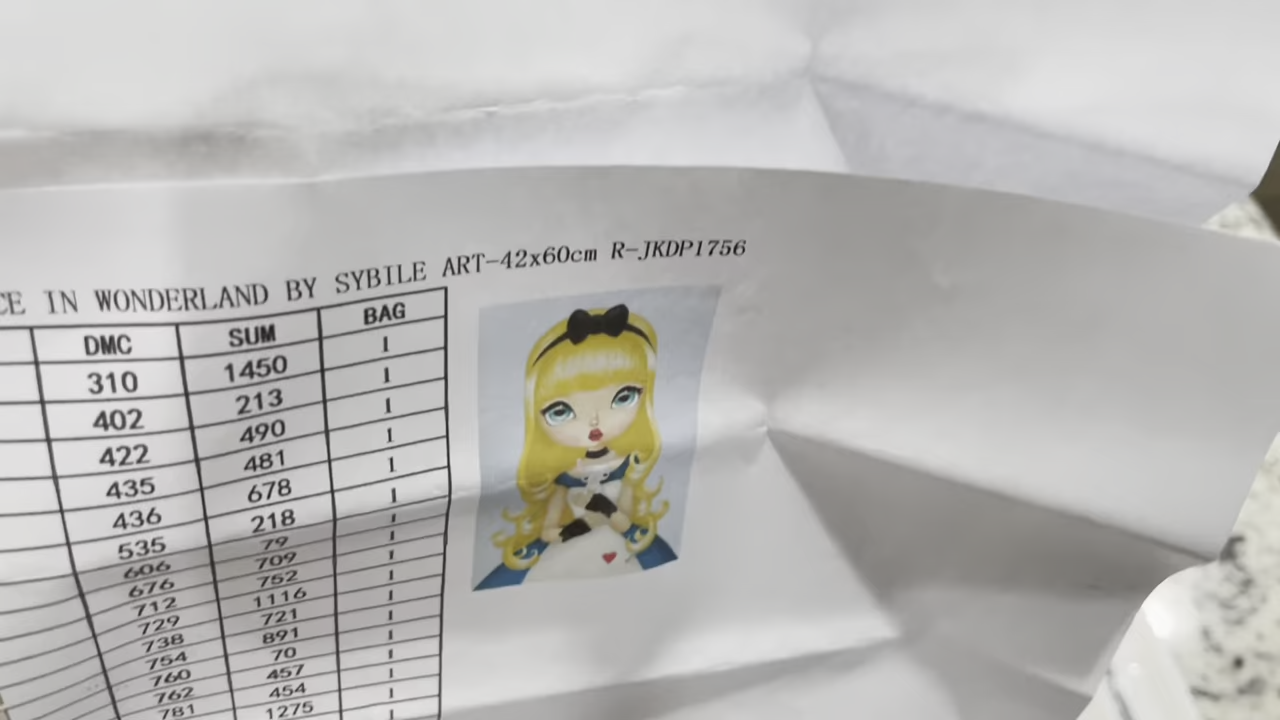 CE IN WONDERLAND BY SYBILE ART-42x60cm R-JKDP1756
DMC SUM BAG
310 1450 1
402 213 1
422 490 1
435 481 1
436 678 1
535 218 1
606 79 1
676 709 1
712 752 1
729 1116 1
738 721 1
754 891 1
760 70 1
762 457 1
781 454 1
1275 1